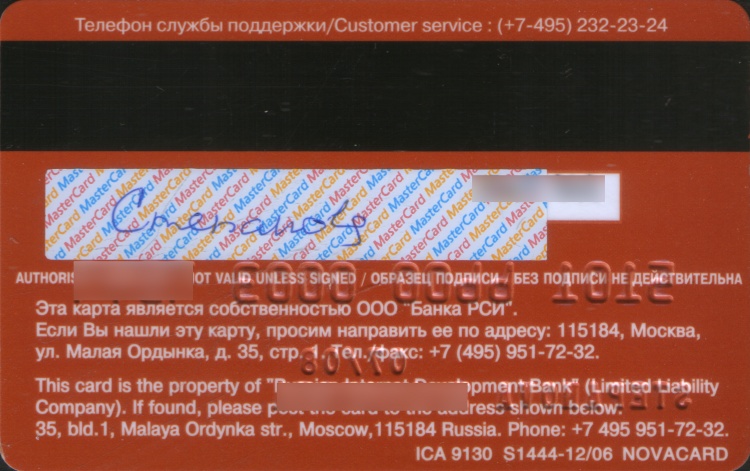 Телефон службы поддержки/Customer service : (+7-495) 232-23-24
Степанова
NOT VALID UNLESS SIGNED / ОБРАЗЕЦ ПОДПИСИ / БЕЗ ПОДПИСИ НЕ ДЕЙСТВИТЕЛЬНА
Эта карта является собственностью ООО "Банка РСИ".
Если Вы нашли эту карту, просим направить ее по адресу: 115184, Москва,
ул. Малая Ордынка, д. 35, стр. 1. Тел./факс: +7 (495) 951-72-32.
This card is the property of "Russian Internet Development Bank" (Limited Liability
Company). If found, please post the card to the address shown below:
35, bld.1, Malaya Ordynka str., Moscow,115184 Russia. Phone: +7 495 951-72-32.
ICA 9130 S1444-12/06 NOVACARD